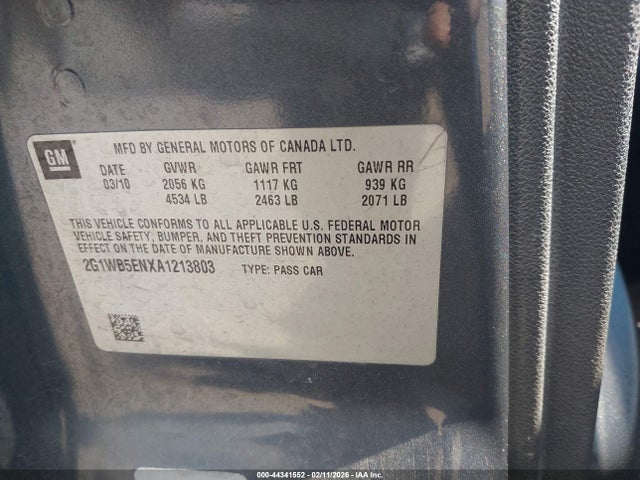 GM
MFD BY GENERAL MOTORS OF CANADA LTD.
DATE GVWR GAWR FRT GAWR RR
03/10 2056 KG 1117 KG 939 KG
4534 LB 2463 LB 2071 LB
THIS VEHICLE CONFORMS TO ALL APPLICABLE U.S. FEDERAL MOTOR
VEHICLE SAFETY, BUMPER, AND THEFT PREVENTION STANDARDS IN
EFFECT ON THE DATE OF MANUFACTURE SHOWN ABOVE.
2G1WB5ENXA1213803 TYPE: PASS CAR
000-44341552 - 02/11/2026 - IAA Inc.